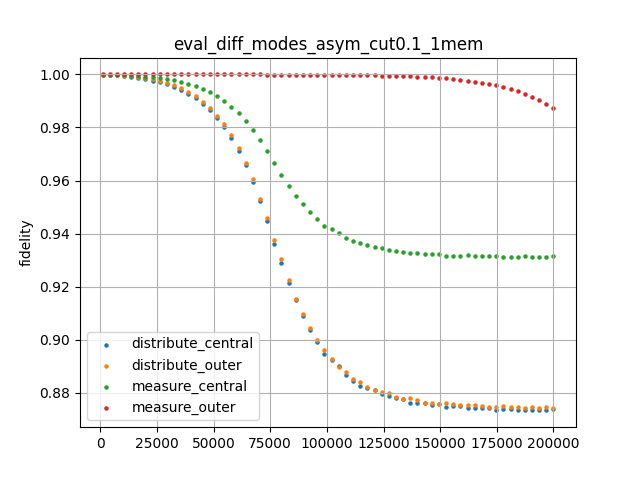 eval_diff_modes_asym_cut0.1_1mem
fidelity
1.00
0.98
0.96
0.94
0.92
0.90
0.88
distribute_central
distribute_outer
measure_central
measure_outer
0 25000 50000 75000 100000 125000 150000 175000 200000